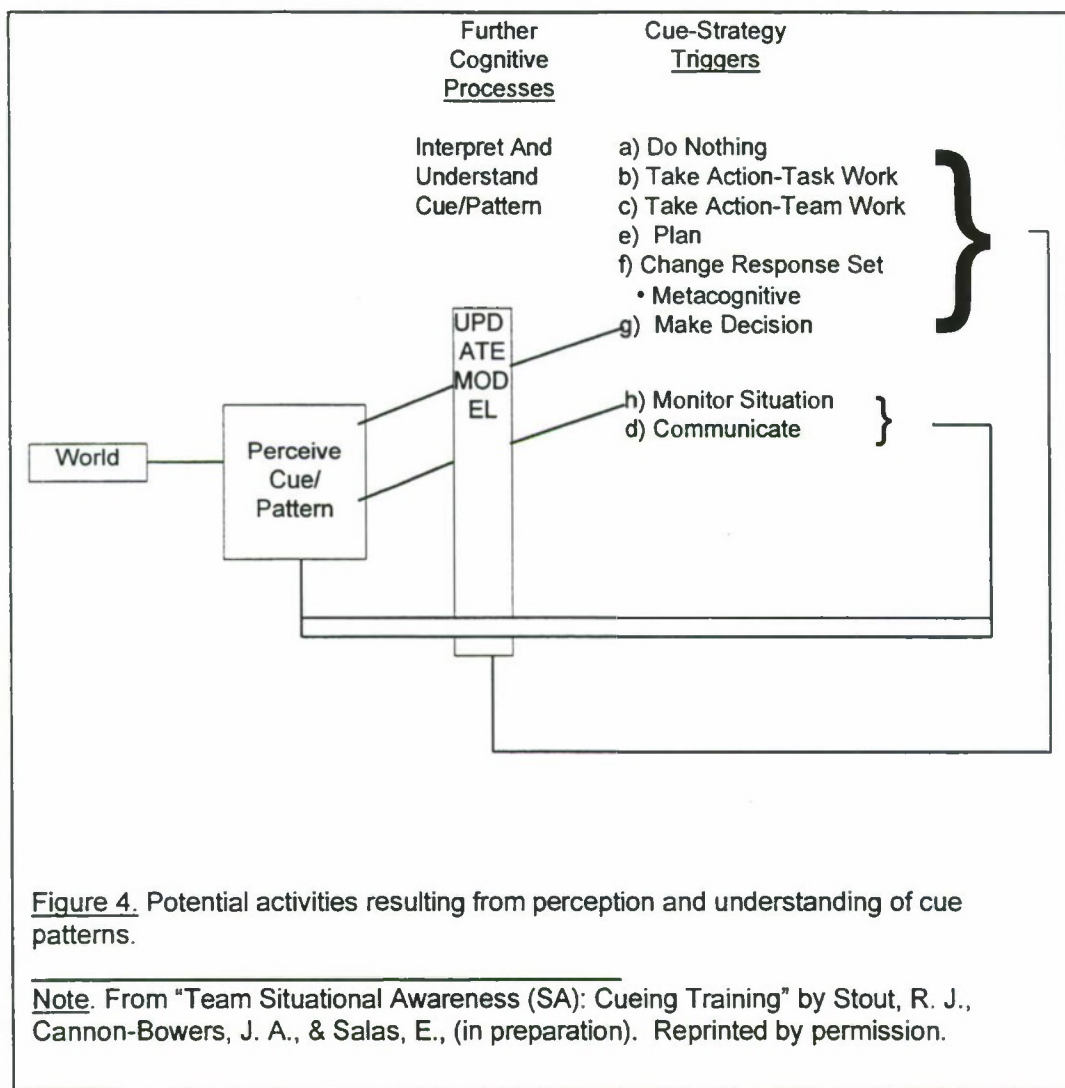 Further
Cognitive
Processes
Cue-Strategy
Triggers
Interpret And
Understand
Cue/Pattern
a) Do Nothing
b) Take Action-Task Work
c) Take Action-Team Work
e) Plan
f) Change Response Set
• Metacognitive
g) Make Decision
h) Monitor Situation
d) Communicate
UPD
ATE
MOD
EL
World
Perceive
Cue/
Pattern
Figure 4. Potential activities resulting from perception and understanding of cue
patterns.
Note. From "Team Situational Awareness (SA): Cueing Training" by Stout, R. J.,
Cannon-Bowers, J. A., & Salas, E., (in preparation). Reprinted by permission.